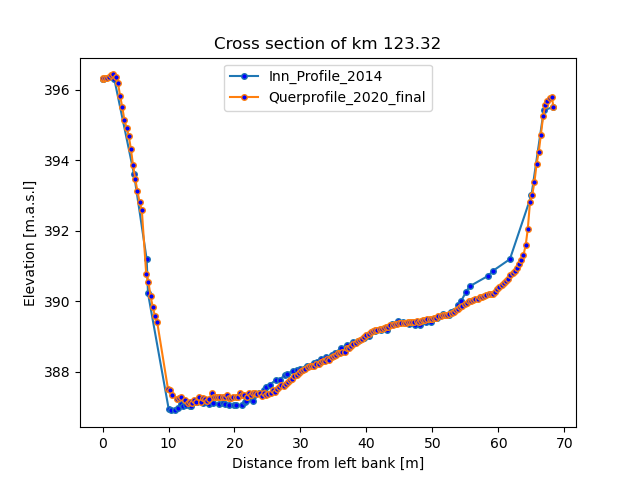 Cross section of km 123.32
Inn_Profile_2014
Querprofile_2020_final
396
394
392
390
388
Elevation [m.a.s.l]
0 10 20 30 40 50 60 70
Distance from left bank [m]